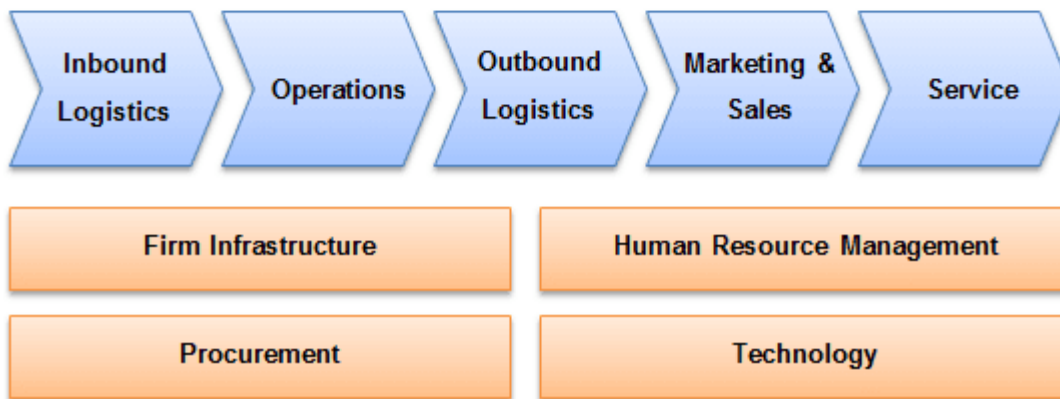 Inbound
Logistics
Operations
Outbound
Logistics
Marketing &
Sales
Service
Firm Infrastructure
Human Resource Management
Procurement
Technology